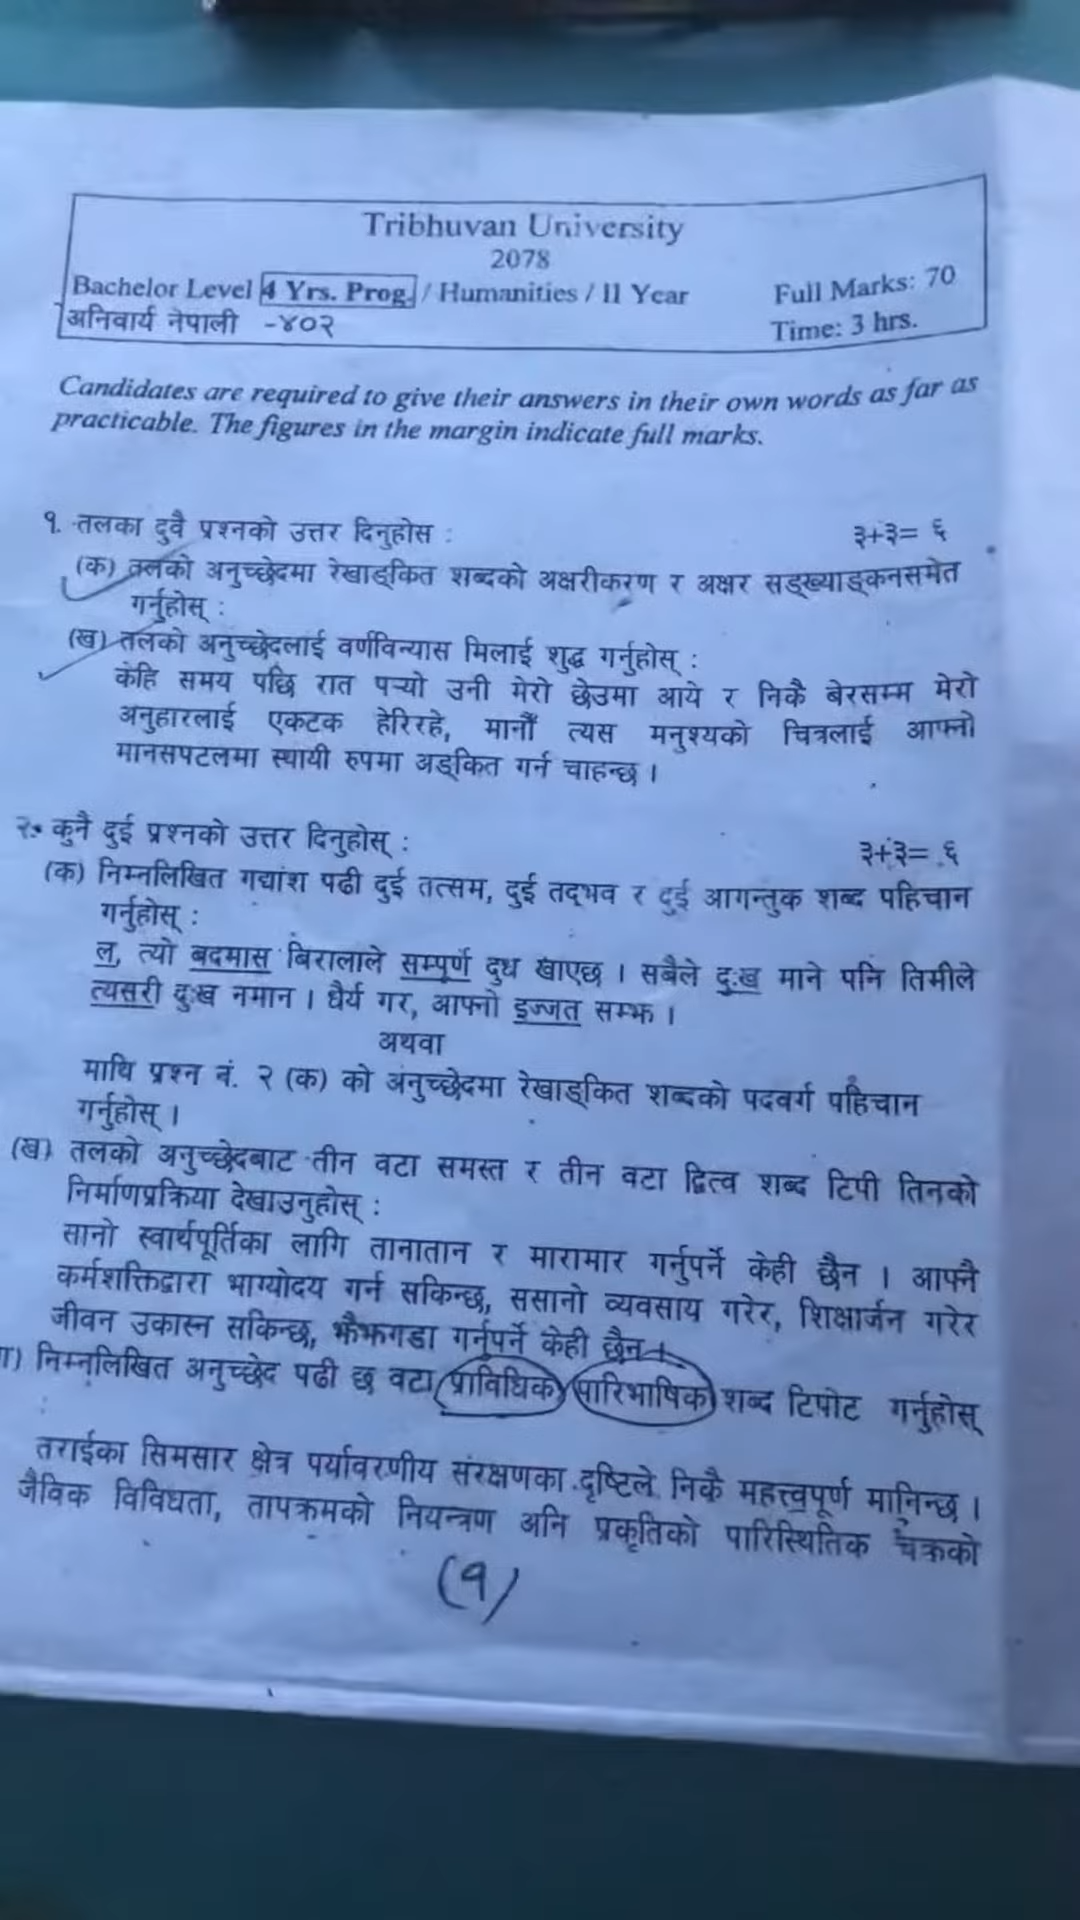 Tribhuvan University
2078
Bachelor Level 4 Yrs. Prog. / Humanities / II Year Full Marks: 70
अनिवार्य नेपाली -४०२ Time: 3 hrs.
Candidates are required to give their answers in their own words as far as
practicable. The figures in the margin indicate full marks.
१. तलका दुवै प्रश्नको उत्तर दिनुहोस : ३+३= ६
(क) तलको अनुच्छेदमा रेखाङ्कित शब्दको अक्षरीकरण र अक्षर सङ्ख्याङ्कनसमेत
गर्नुहोस् :
(ख) तलको अनुच्छेदलाई वर्णविन्यास मिलाई शुद्ध गर्नुहोस् :
केहि समय पछि रात पऱ्यो उनी मेरो छेउमा आये र निकै बेरसम्म मेरो
अनुहारलाई एकटक हेरिरहे, मानौँ त्यस मनुश्यको चित्रलाई आफ्नो
मानसपटलमा स्थायी रुपमा अङ्कित गर्न चाहन्छ ।
२. कुनै दुई प्रश्नको उत्तर दिनुहोस् : ३+३= ६
(क) निम्नलिखित गद्यांश पढी दुई तत्सम, दुई तद्भव र दुई आगन्तुक शब्द पहिचान
गर्नुहोस् :
ल, त्यो बदमास बिरालाले सम्पूर्ण दुध खाएछ । सबैले दुःख माने पनि तिमीले
त्यसरी दुःख नमान । धैर्य गर, आफ्नो इज्जत सम्झ ।
अथवा
माथि प्रश्न नं. २ (क) को अनुच्छेदमा रेखाङ्कित शब्दको पदवर्ग पहिचान
गर्नुहोस् ।
(ख) तलको अनुच्छेदबाट तीन वटा समस्त र तीन वटा द्वित्व शब्द टिपी तिनको
निर्माणप्रक्रिया देखाउनुहोस् :
सानो स्वार्थपूर्तिका लागि तानातान र मारामार गर्नुपर्ने केही छैन । आफ्नै
कर्मशक्तिद्वारा भाग्योदय गर्न सकिन्छ, ससानो व्यवसाय गरेर, शिक्षार्जन गरेर
जीवन उकास्न सकिन्छ, झैझगडा गर्नुपर्ने केही छैन ।
ग) निम्नलिखित अनुच्छेद पढी छ वटा प्राविधिक/पारिभाषिक शब्द टिपोट गर्नुहोस्
:
तराईका सिमसार क्षेत्र पर्यावरणीय संरक्षणका दृष्टिले निकै महत्त्वपूर्ण मानिन्छ ।
जैविक विविधता, तापक्रमको नियन्त्रण अनि प्रकृतिको पारिस्थितिक चक्रको
(१)